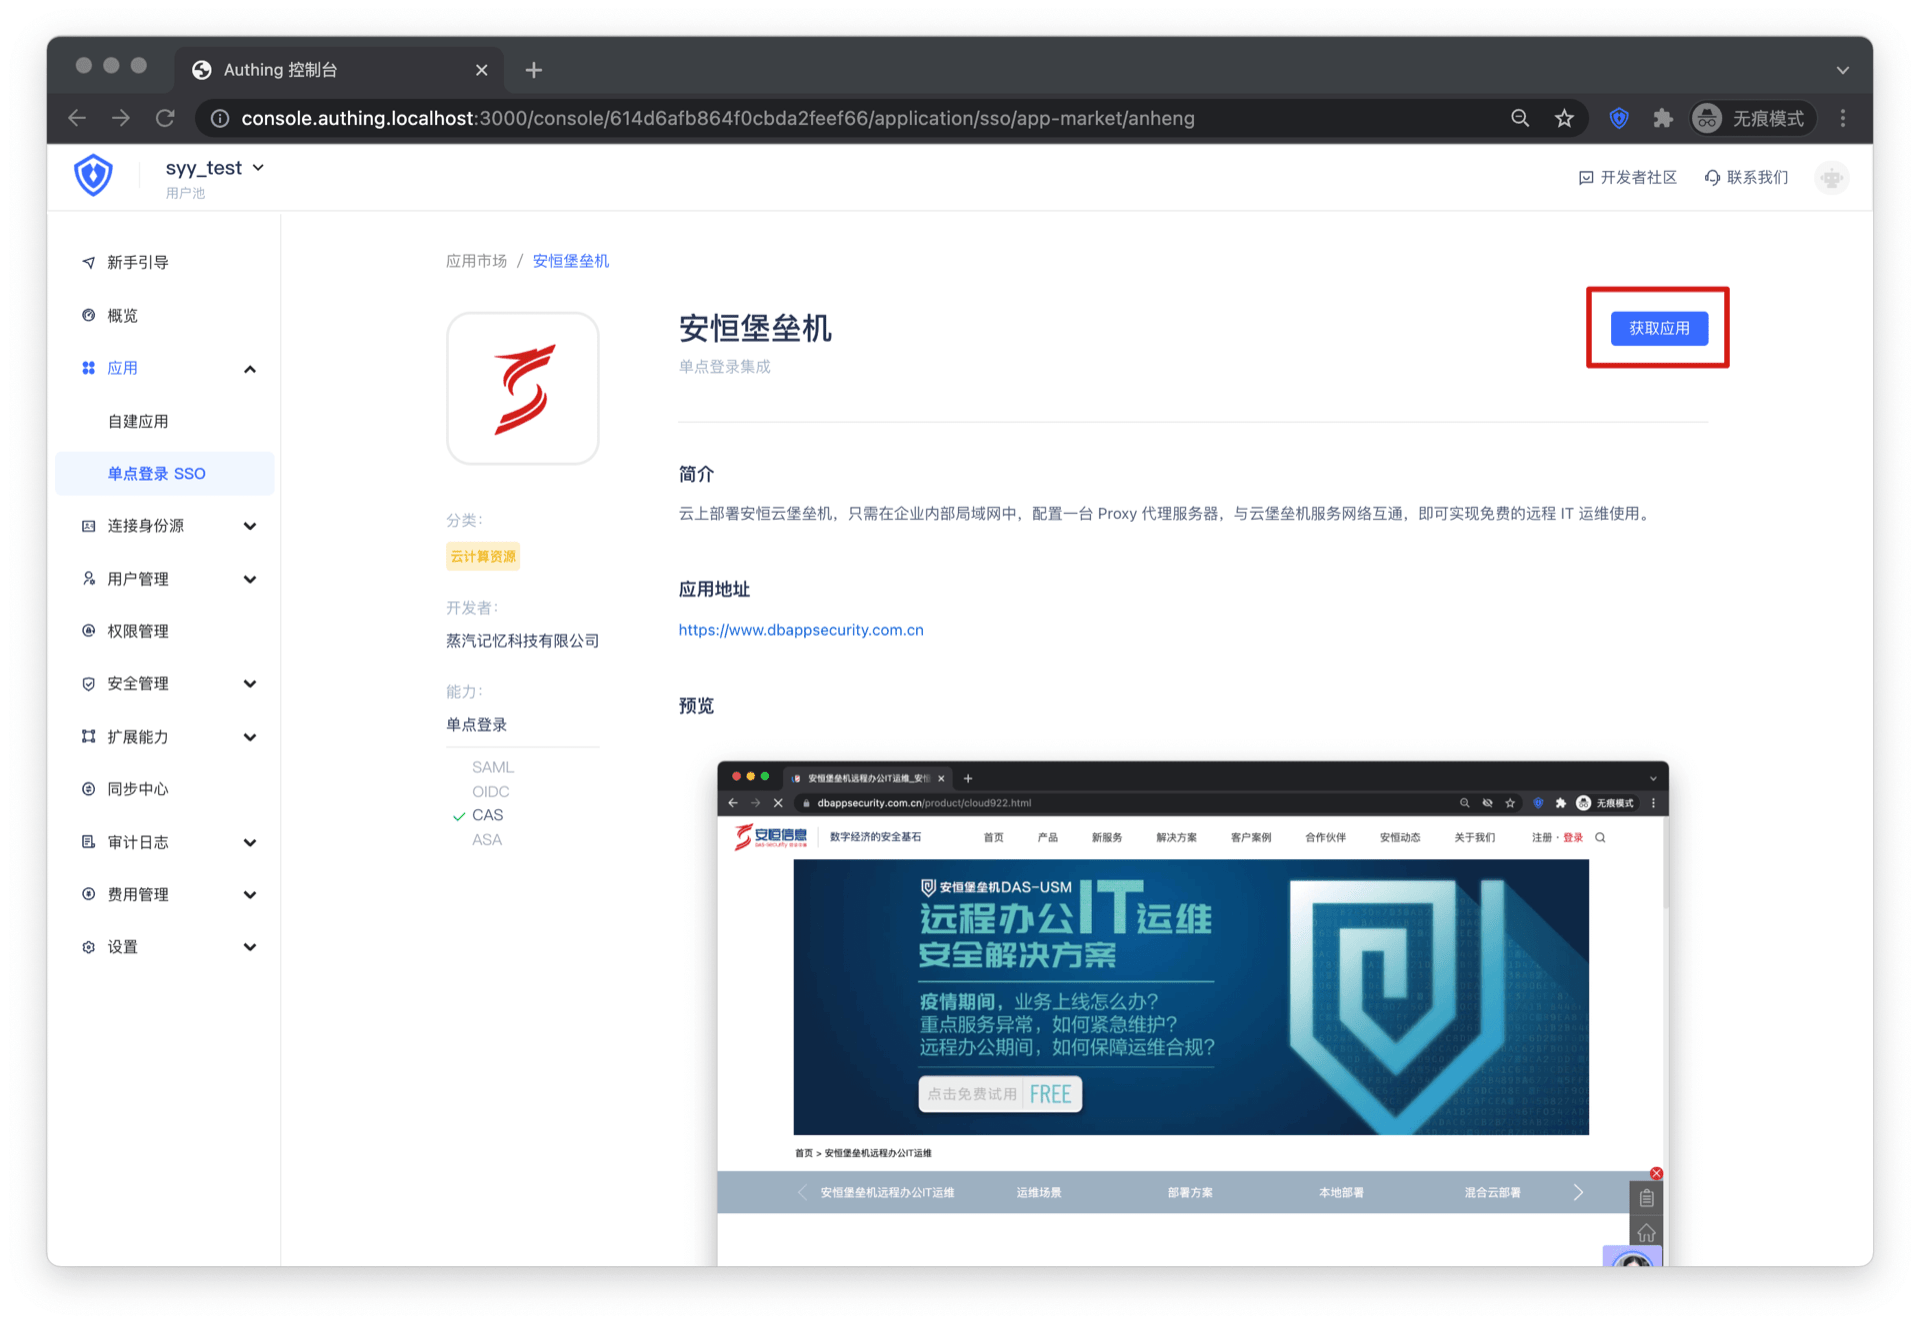 Authing 控制台
console.authing.localhost:3000/console/614d6afb864f0cbda2feef66/application/sso/app-market/anheng
无痕模式
syy_test
用户池
开发者社区
联系我们
新手引导
概览
应用
自建应用
单点登录 SSO
连接身份源
用户管理
权限管理
安全管理
扩展能力
同步中心
审计日志
费用管理
设置
应用市场 / 安恒堡垒机
分类：
云计算资源
开发者：
蒸汽记忆科技有限公司
能力：
单点登录
SAML
OIDC
CAS
ASA
安恒堡垒机
单点登录集成
获取应用
简介
云上部署安恒云堡垒机，只需在企业内部局域网中，配置一台 Proxy 代理服务器，与云堡垒机服务网络互通，即可实现免费的远程 IT 运维使用。
应用地址
https://www.dbappsecurity.com.cn
预览
安恒堡垒机远程办公IT运维_安恒
dbappsecurity.com.cn/product/cloud922.html
无痕模式
安恒信息
数字经济的安全基石
首页 产品 新服务 解决方案 客户案例 合作伙伴 安恒动态 关于我们 注册 · 登录
安恒堡垒机DAS-USM
远程办公IT运维
安全解决方案
疫情期间，业务上线怎么办？
重点服务异常，如何紧急维护？
远程办公期间，如何保障运维合规？
点击免费试用 FREE
首页 > 安恒堡垒机远程办公IT运维
安恒堡垒机远程办公IT运维 运维场景 部署方案 本地部署 混合云部署